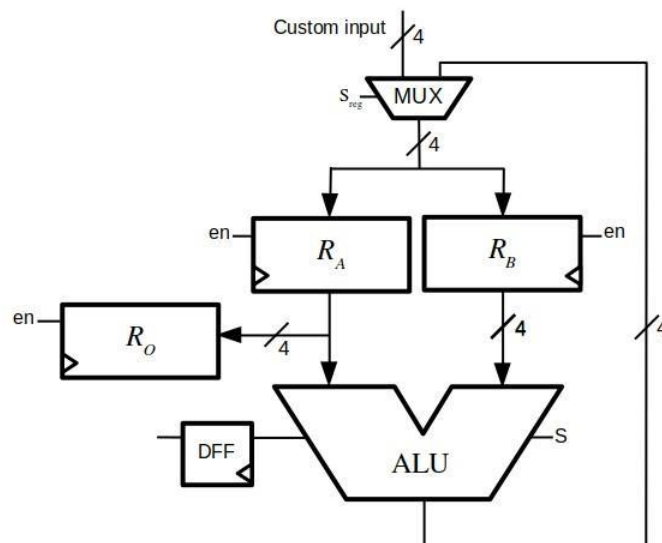 Custom input
4
S_reg
MUX
4
en
R_A
R_B
en
en
R_O
4
4
4
DFF
ALU
S